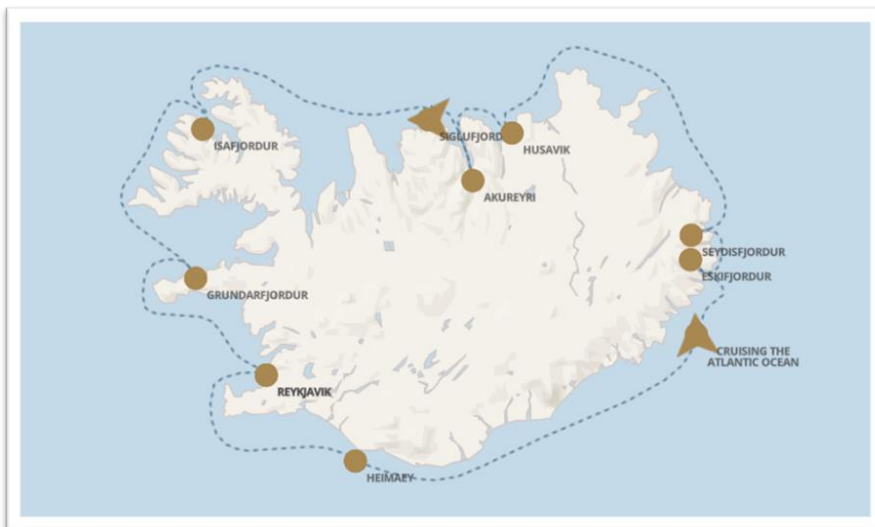 SIGLUFJORD
ISAFJORDUR
HUSAVIK
AKUREYRI
SEYDISFJORDUR
ESKIFJORDUR
GRUNDARFJORDUR
CRUISING THE
ATLANTIC OCEAN
REYKJAVIK
HEIMAEY